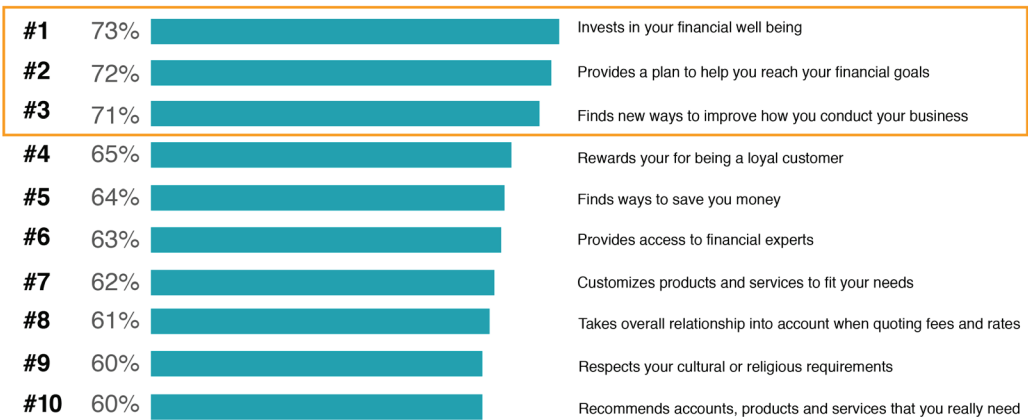 #1 73% Invests in your financial well being
#2 72% Provides a plan to help you reach your financial goals
#3 71% Finds new ways to improve how you conduct your business
#4 65% Rewards your for being a loyal customer
#5 64% Finds ways to save you money
#6 63% Provides access to financial experts
#7 62% Customizes products and services to fit your needs
#8 61% Takes overall relationship into account when quoting fees and rates
#9 60% Respects your cultural or religious requirements
#10 60% Recommends accounts, products and services that you really need